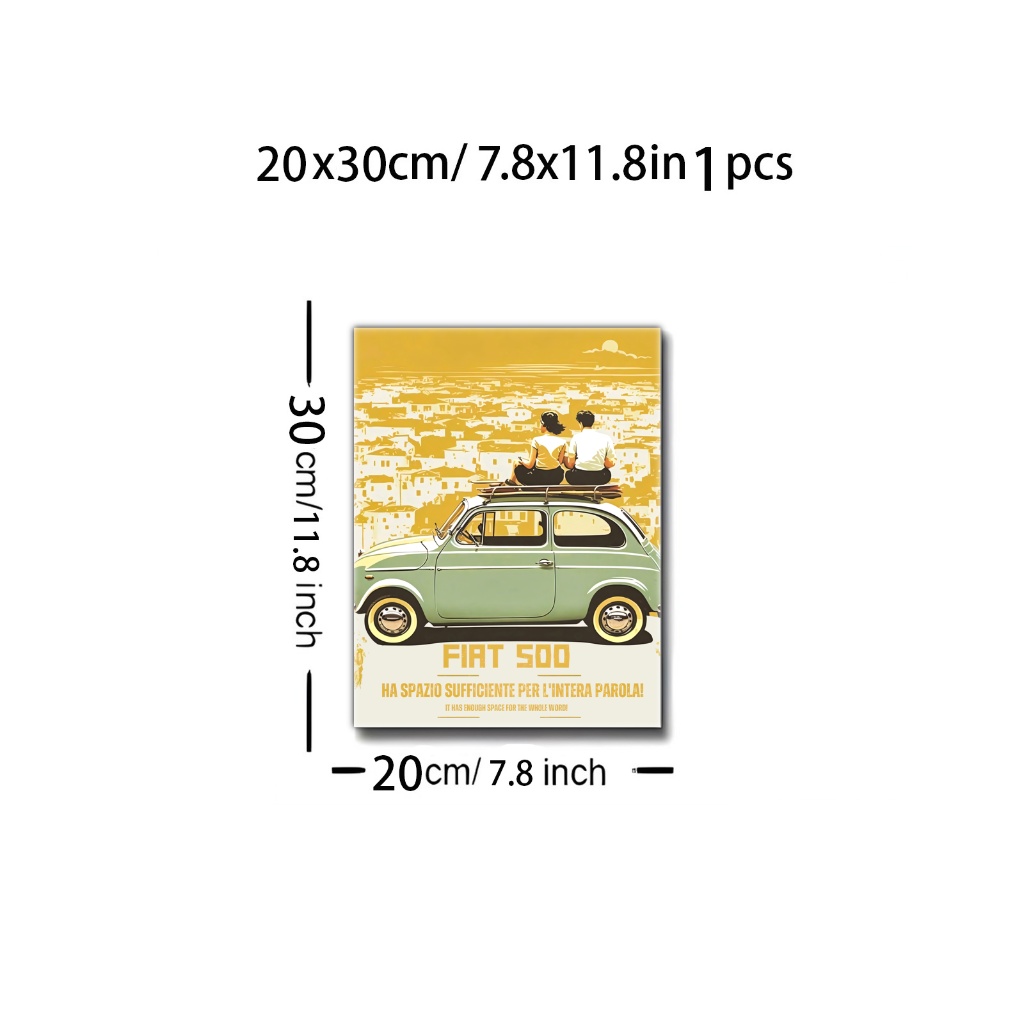 20x30cm/ 7.8x11.8in 1 pcs
30cm/11.8 inch
FIAT 500
HA SPAZIO SUFFICIENTE PER L'INTERA PAROLA!
IT HAS ENOUGH SPACE FOR THE WHOLE WORD!
20cm/ 7.8 inch